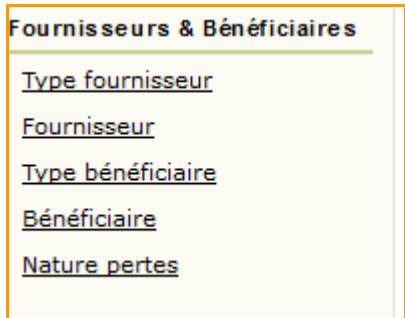 Fournisseurs & Bénéficiaires
Type fournisseur
Fournisseur
Type bénéficiaire
Bénéficiaire
Nature pertes